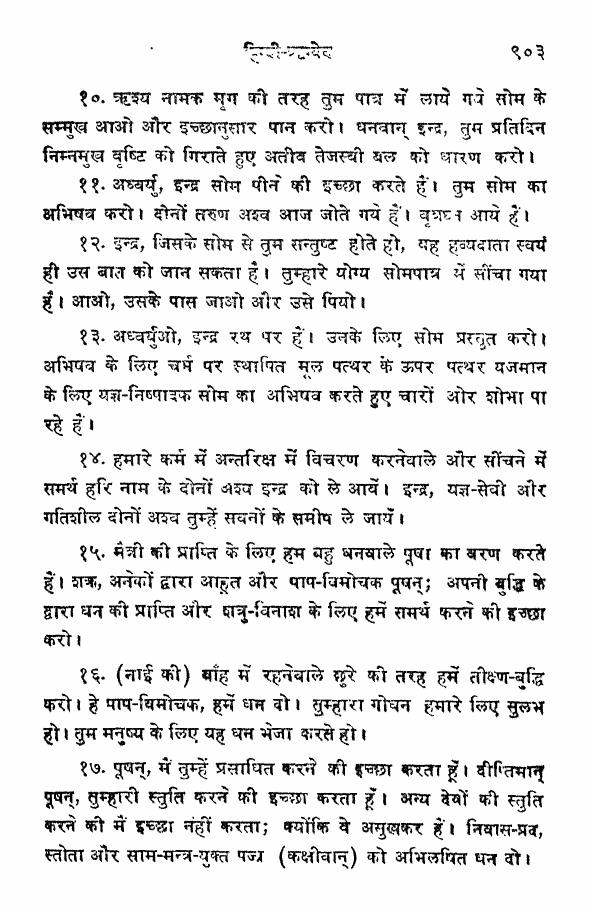 हिन्दी-ऋग्वेद ९०३
१०. ऋश्य नामक मृग की तरह तुम पात्र में लाये गये सोम के
सम्मुख आओ और इच्छानुसार पान करो। धनवान् इन्द्र, तुम प्रतिदिन
निम्नमुख वृष्टि को गिराते हुए अतीव तेजस्वी बल को धारण करो।
११. अध्वर्यु, इन्द्र सोम पीने की इच्छा करते हैं। तुम सोम का
अभिषव करो। दोनों तरुण अश्व आज जोते गये हैं। वृत्रघ्न आये हैं।
१२. इन्द्र, जिसके सोम से तुम सन्तुष्ट होते हो, यह हव्यदाता स्वयं
ही उस बात को जान सकता है। तुम्हारे योग्य सोमपात्र में सींचा गया
है। आओ, उसके पास जाओ और उसे पियो।
१३. अध्वर्युओ, इन्द्र रथ पर हैं। उनके लिए सोम प्रस्तुत करो।
अभिषव के लिए चर्म पर स्थापित मूल पत्थर के ऊपर पत्थर यजमान
के लिए यज्ञ-निष्पादक सोम का अभिषव करते हुए चारों ओर शोभा पा
रहे हैं।
१४. हमारे कर्म में अन्तरिक्ष में विचरण करनेवाले और सींचने में
समर्थ हरि नाम के दोनों अश्व इन्द्र को ले आवें। इन्द्र, यज्ञ-सेवी और
गतिशील दोनों अश्व तुम्हें सवनों के समीप ले जायँ।
१५. मैत्री की प्राप्ति के लिए हम बहु धनवाले पूषा का वरण करते
हैं। शक्र, अनेकों द्वारा आहूत और पाप-विमोचक पूषन्; अपनी बुद्धि के
द्वारा धन की प्राप्ति और शत्रु-विनाश के लिए हमें समर्थ करने की इच्छा
करो।
१६. (नाई की) बाँह में रहनेवाले छुरे की तरह हमें तीक्ष्ण-बुद्धि
करो। हे पाप-विमोचक, हमें धन दो। तुम्हारा गोधन हमारे लिए सुलभ
हो। तुम मनुष्य के लिए यह धन भेजा करते हो।
१७. पूषन्, मैं तुम्हें प्रसाधित करने की इच्छा करता हूँ। दीप्तिमान्
पूषन्, तुम्हारी स्तुति करने की इच्छा करता हूँ। अन्य देवों की स्तुति
करने की मैं इच्छा नहीं करता; क्योंकि वे असुखकर हैं। निवास-प्रद,
स्तोता और साम-मन्त्र-युक्त पज्र (कक्षीवान्) को अभिलषित धन दो।